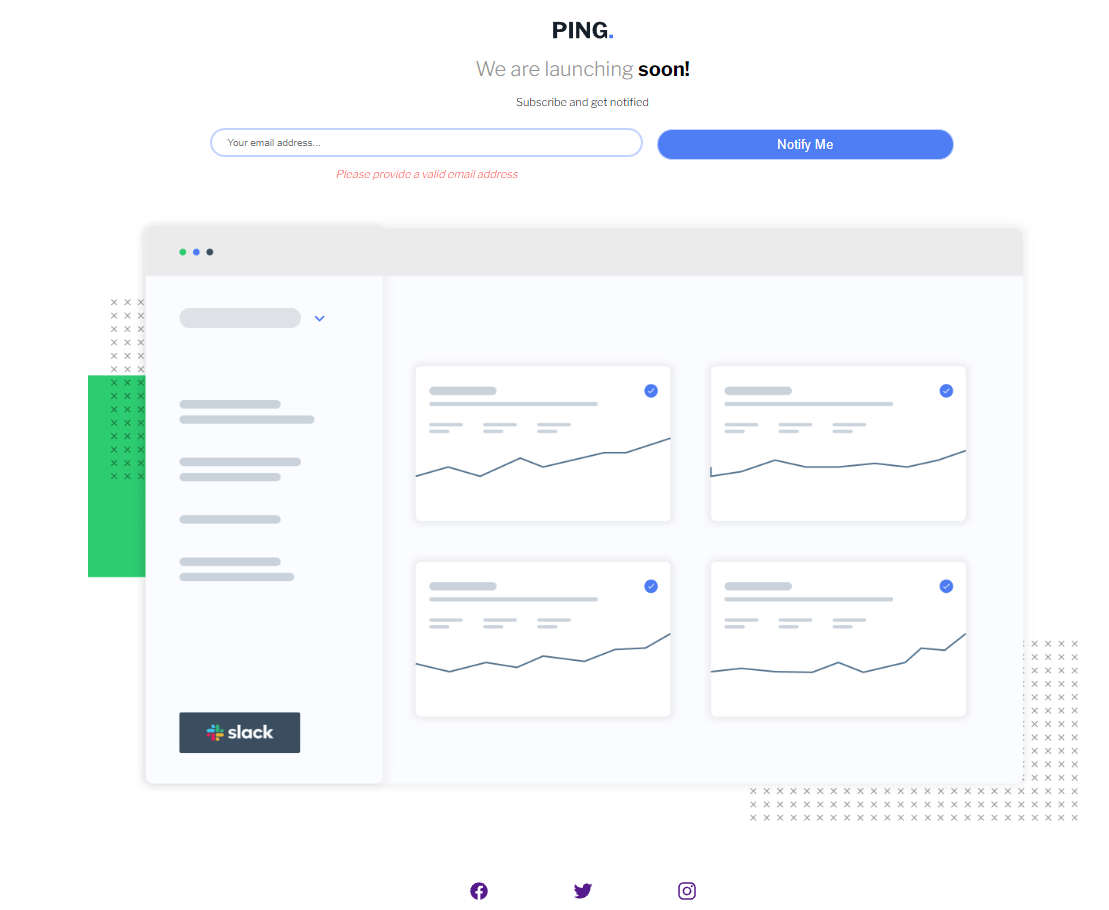 PING.
We are launching soon!
Subscribe and get notified
Your email address...
Notify Me
Please provide a valid email address
slack